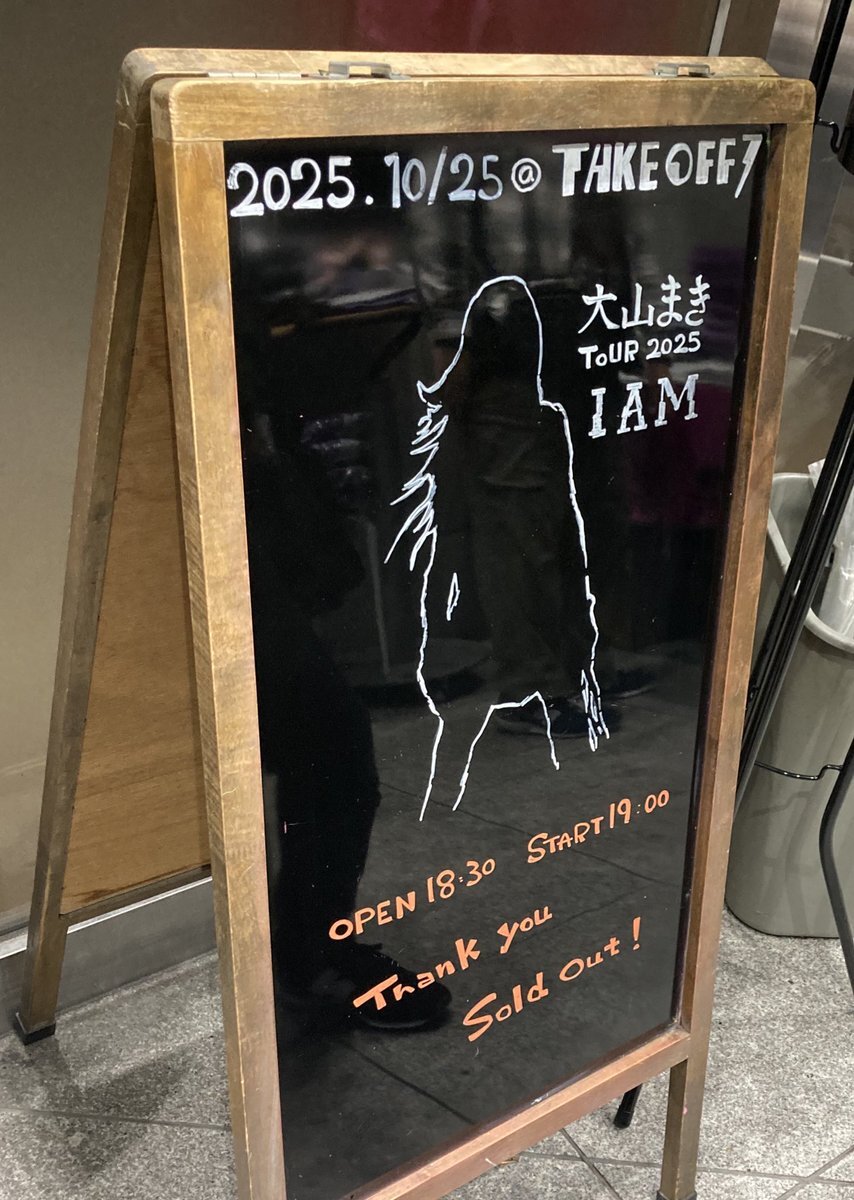 2025.10/25@TAKEOFF7
大山まき
TOUR 2025
I AM
OPEN 18:30 START 19:00
Thank you
Sold out!